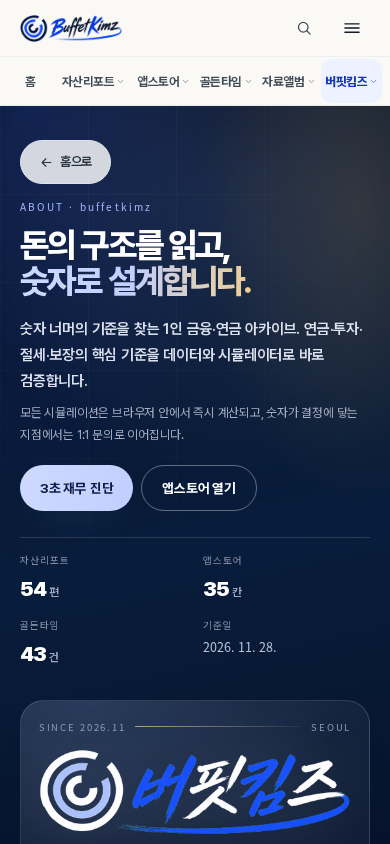 BuffetKimz
홈 자산리포트 앱스토어 골든타임 자료앨범 버핏킴즈
← 홈으로
ABOUT · buffetkimz
돈의 구조를 읽고,
숫자로 설계합니다.
숫자 너머의 기준을 찾는 1인 금융·연금 아카이브. 연금·투자·
절세·보장의 핵심 기준을 데이터와 시뮬레이터로 바로
검증합니다.
모든 시뮬레이션은 브라우저 안에서 즉시 계산되고, 숫자가 결정에 닿는
지점에서는 1:1 문의로 이어집니다.
3초 재무 진단 앱스토어 열기
자산리포트 앱스토어
54 편 35 칸
골든타임 기준일
43 건 2026. 11. 28.
SINCE 2026.11 SEOUL
버핏킴즈